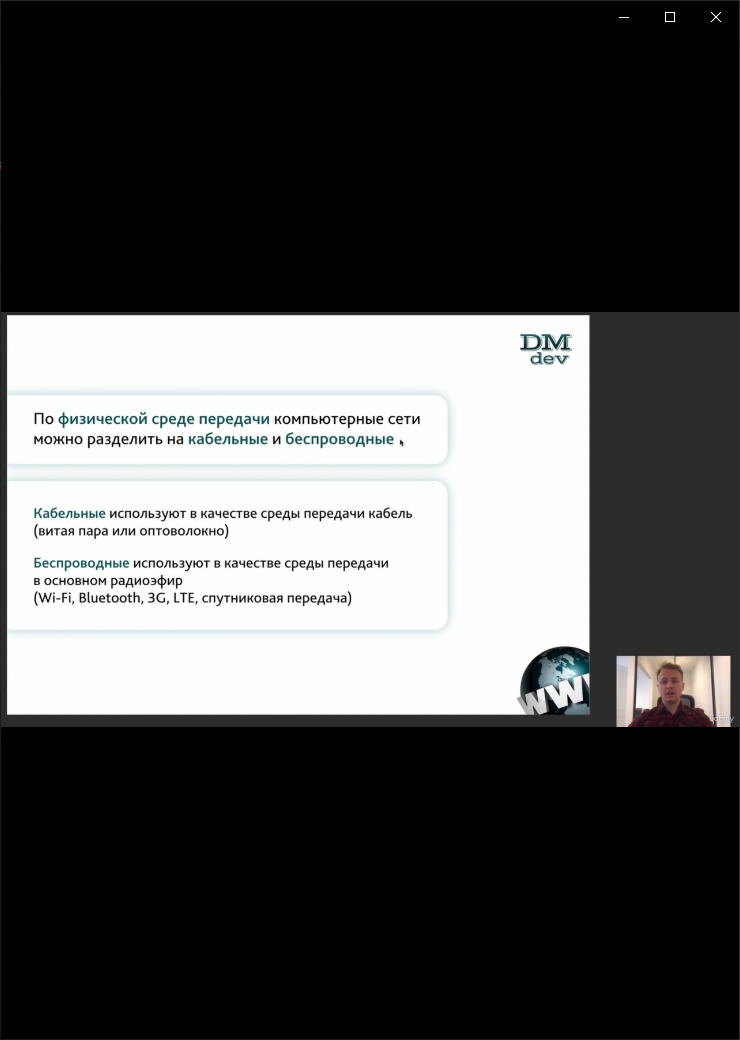 DM
dev
По физической среде передачи компьютерные сети
можно разделить на кабельные и беспроводные
Кабельные используют в качестве среды передачи кабель
(витая пара или оптоволокно)
Беспроводные используют в качестве среды передачи
в основном радиоэфир
(Wi-Fi, Bluetooth, 3G, LTE, спутниковая передача)
WW